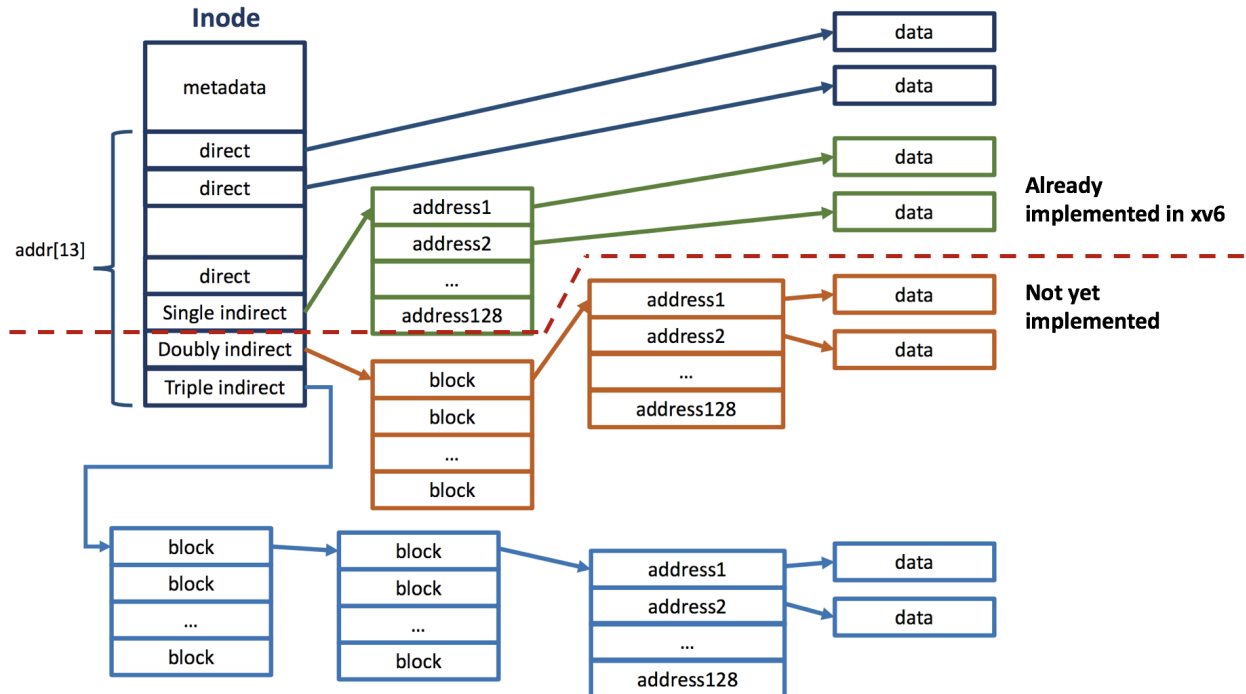 Inode
metadata
direct
direct
addr[13]
direct
Single indirect
Doubly indirect
Triple indirect
address1
address2
...
address128
data
data
data
data
Already
implemented in xv6
Not yet
implemented
block
block
...
block
address1
address2
...
address128
data
data
block
block
...
block
block
block
...
block
address1
address2
...
address128
data
data